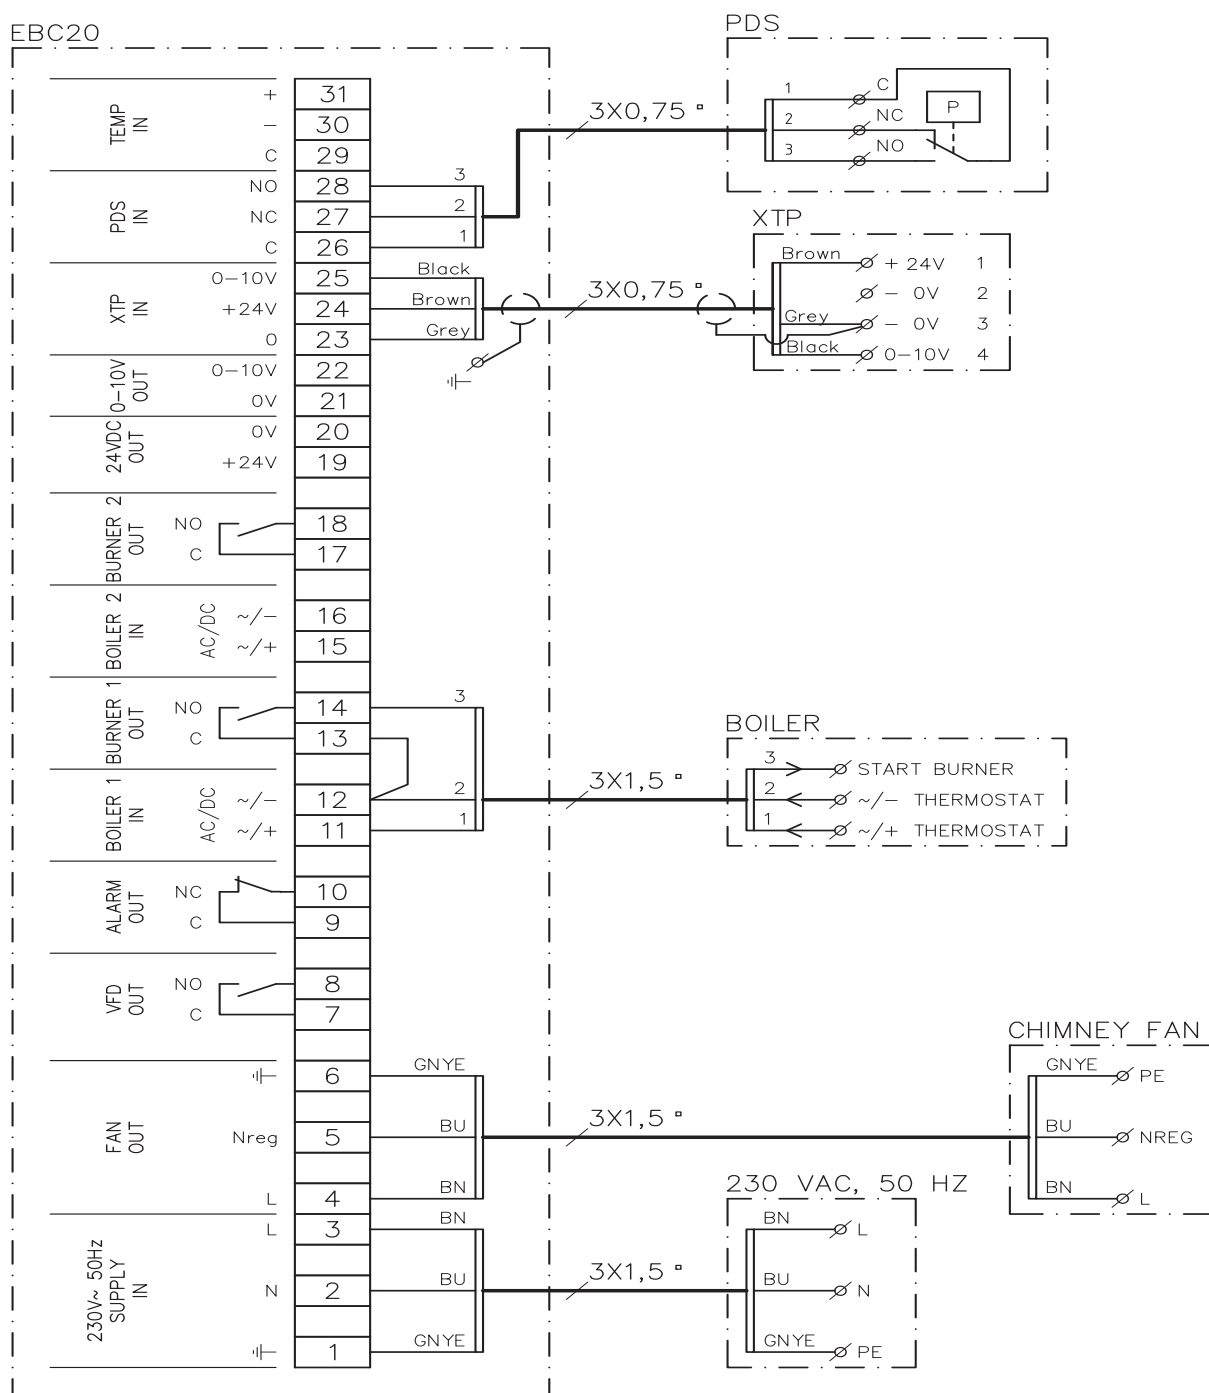 EBC20
TEMP IN
+ 31
− 30
C 29
PDS IN
NO 28 3
NC 27 2
C 26 1
XTP IN
0−10V 25 Black
+24V 24 Brown
0 23 Grey
0−10V OUT
0−10V 22
0V 21
24VDC OUT
0V 20
+24V 19
BURNER 2 OUT
NO 18
C 17
BOILER 2 IN
AC/DC
~/− 16
~/+ 15
BURNER 1 OUT
NO 14 3
C 13
BOILER 1 IN
AC/DC
~/− 12 2
~/+ 11 1
ALARM OUT
NC 10
C 9
VFD OUT
NO 8
C 7
FAN OUT
6 GNYE
Nreg 5 BU
L 4 BN
230V~ 50Hz SUPPLY IN
L 3 BN
N 2 BU
1 GNYE
3X0,75 ▫
PDS
1 C
2 NC
3 NO
P
3X0,75 ▫
XTP
Brown + 24V 1
− 0V 2
Grey − 0V 3
Black 0−10V 4
3X1,5 ▫
BOILER
3 START BURNER
2 ~/− THERMOSTAT
1 ~/+ THERMOSTAT
3X1,5 ▫
CHIMNEY FAN
GNYE PE
BU NREG
BN L
3X1,5 ▫
230 VAC, 50 HZ
BN L
BU N
GNYE PE